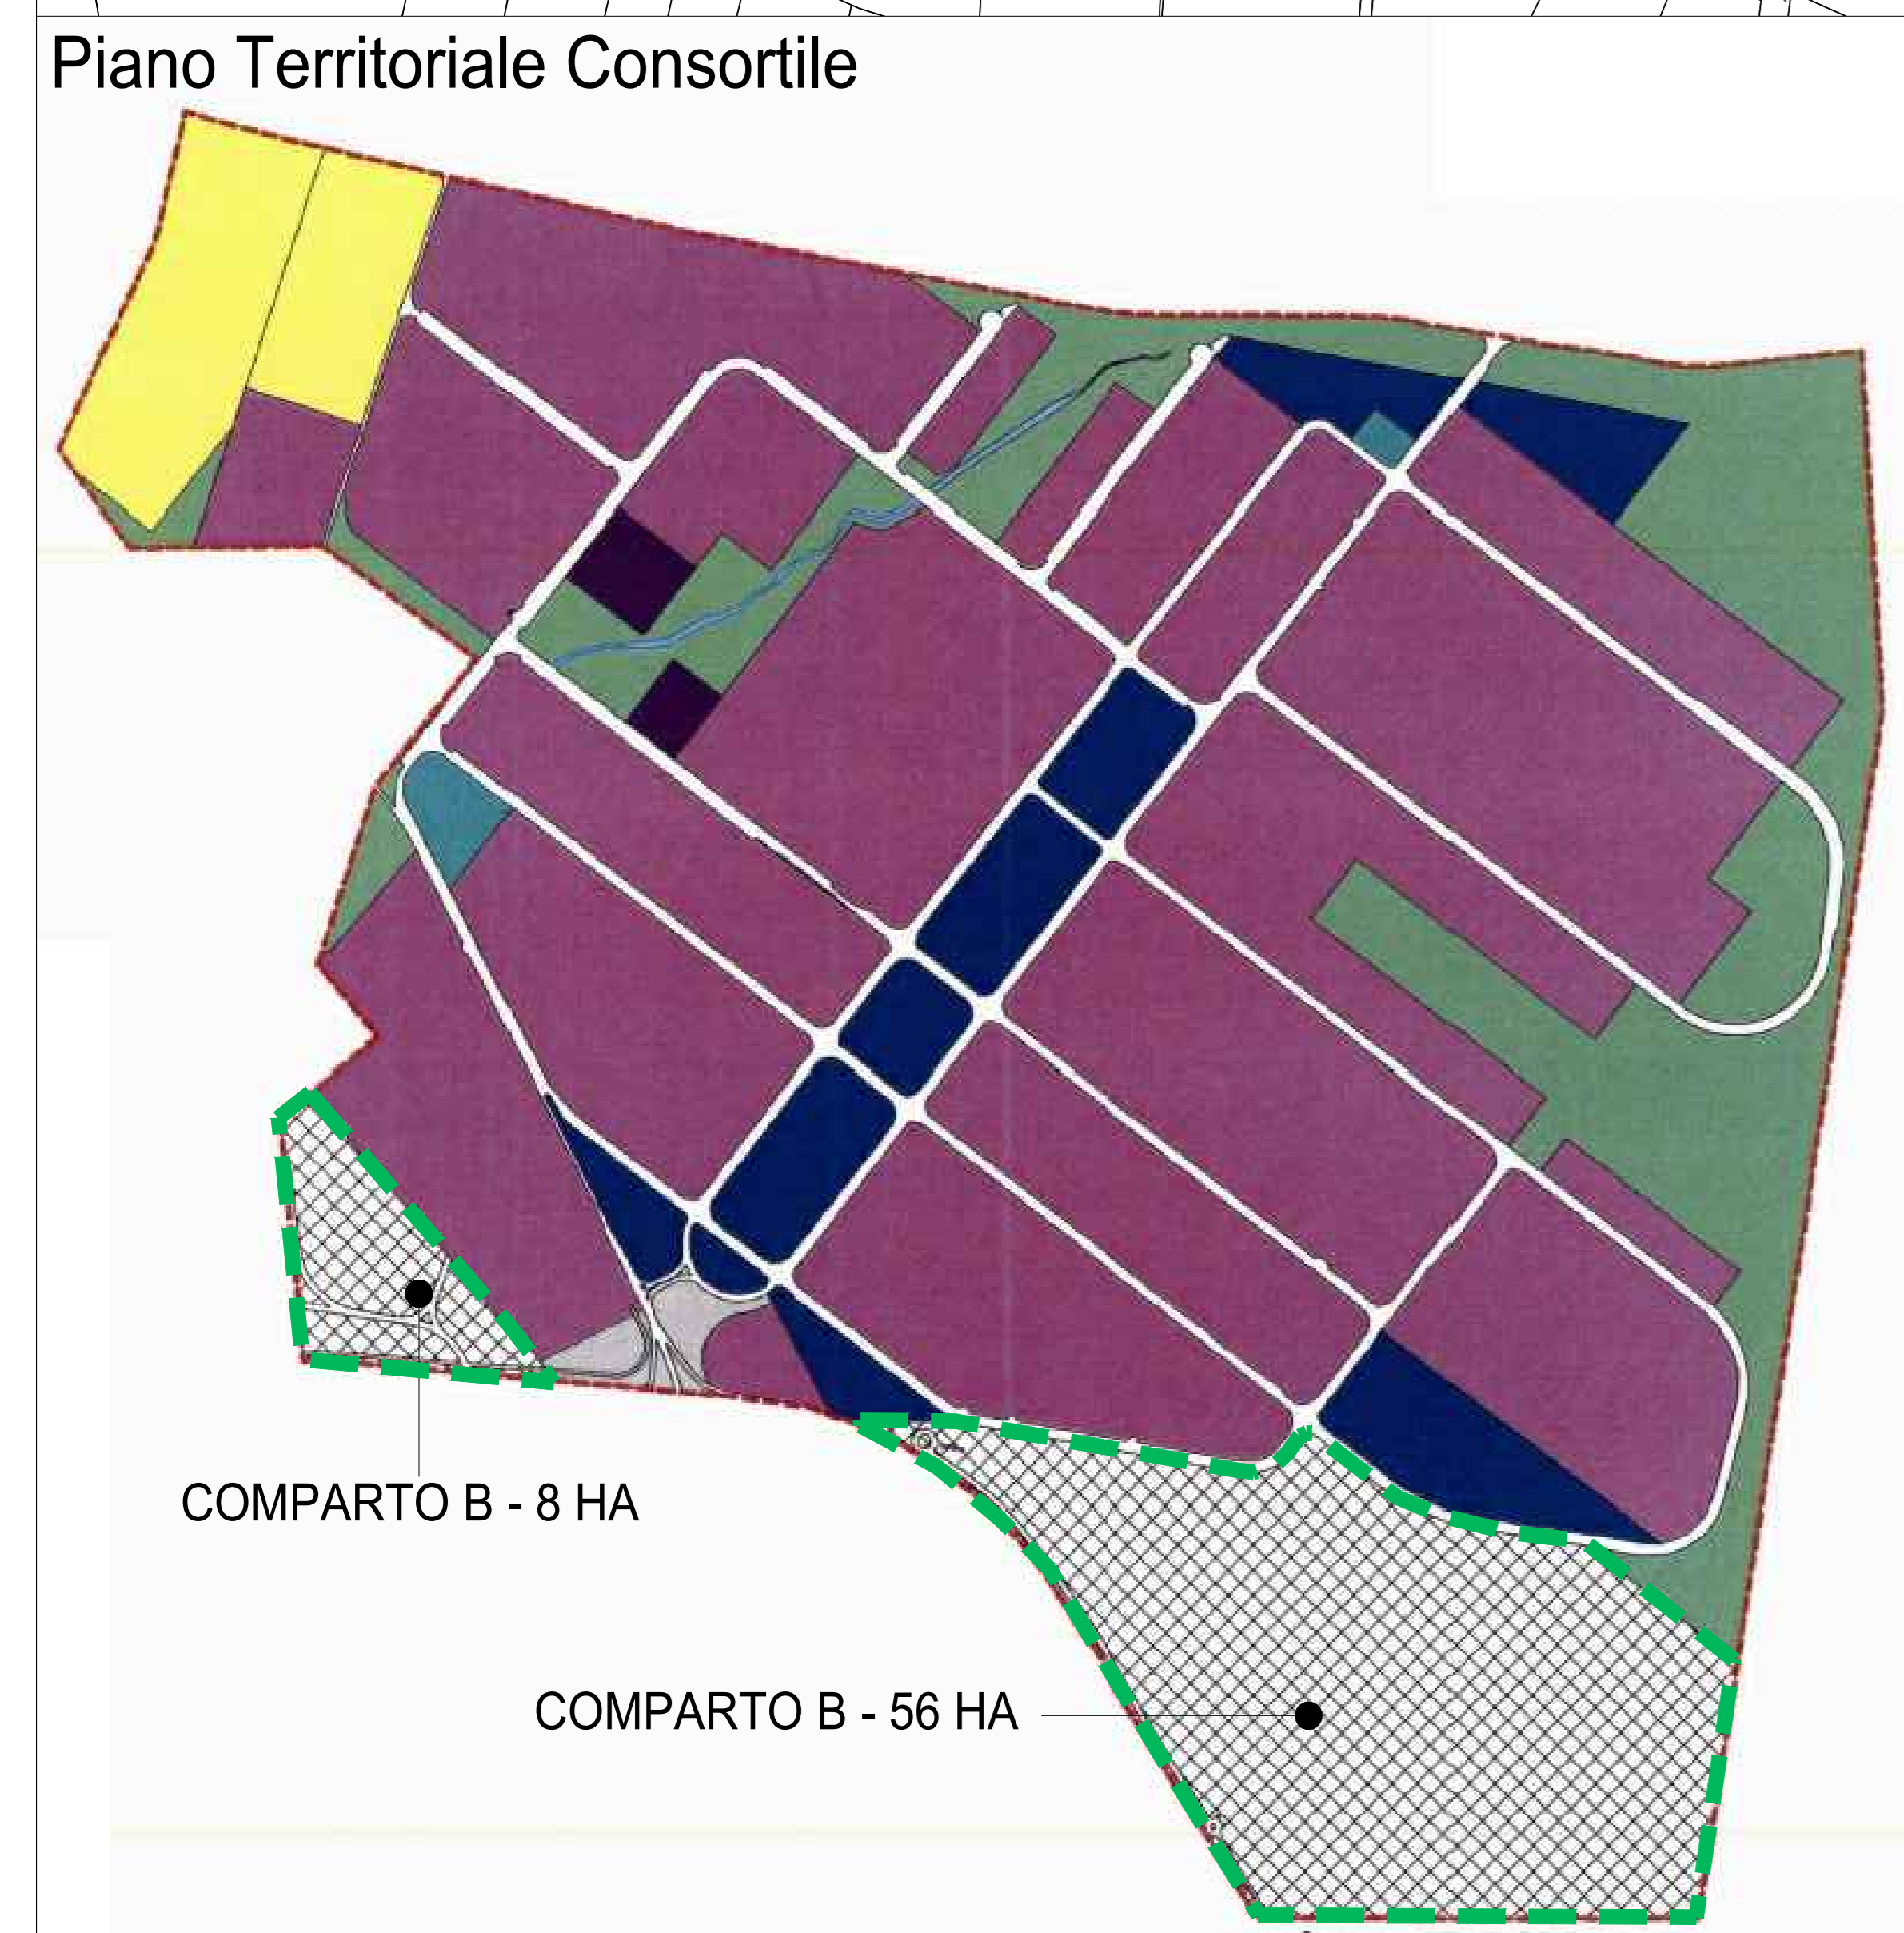 Piano Territoriale Consortile
COMPARTO B - 8 HA
COMPARTO B - 56 HA